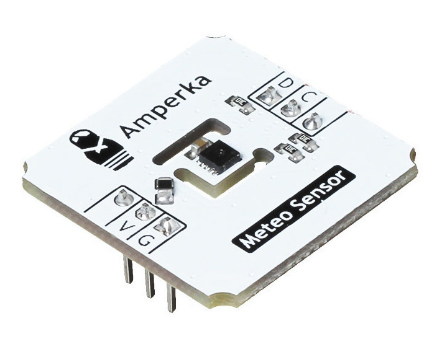 Amperka
D C
V G
Meteo Sensor